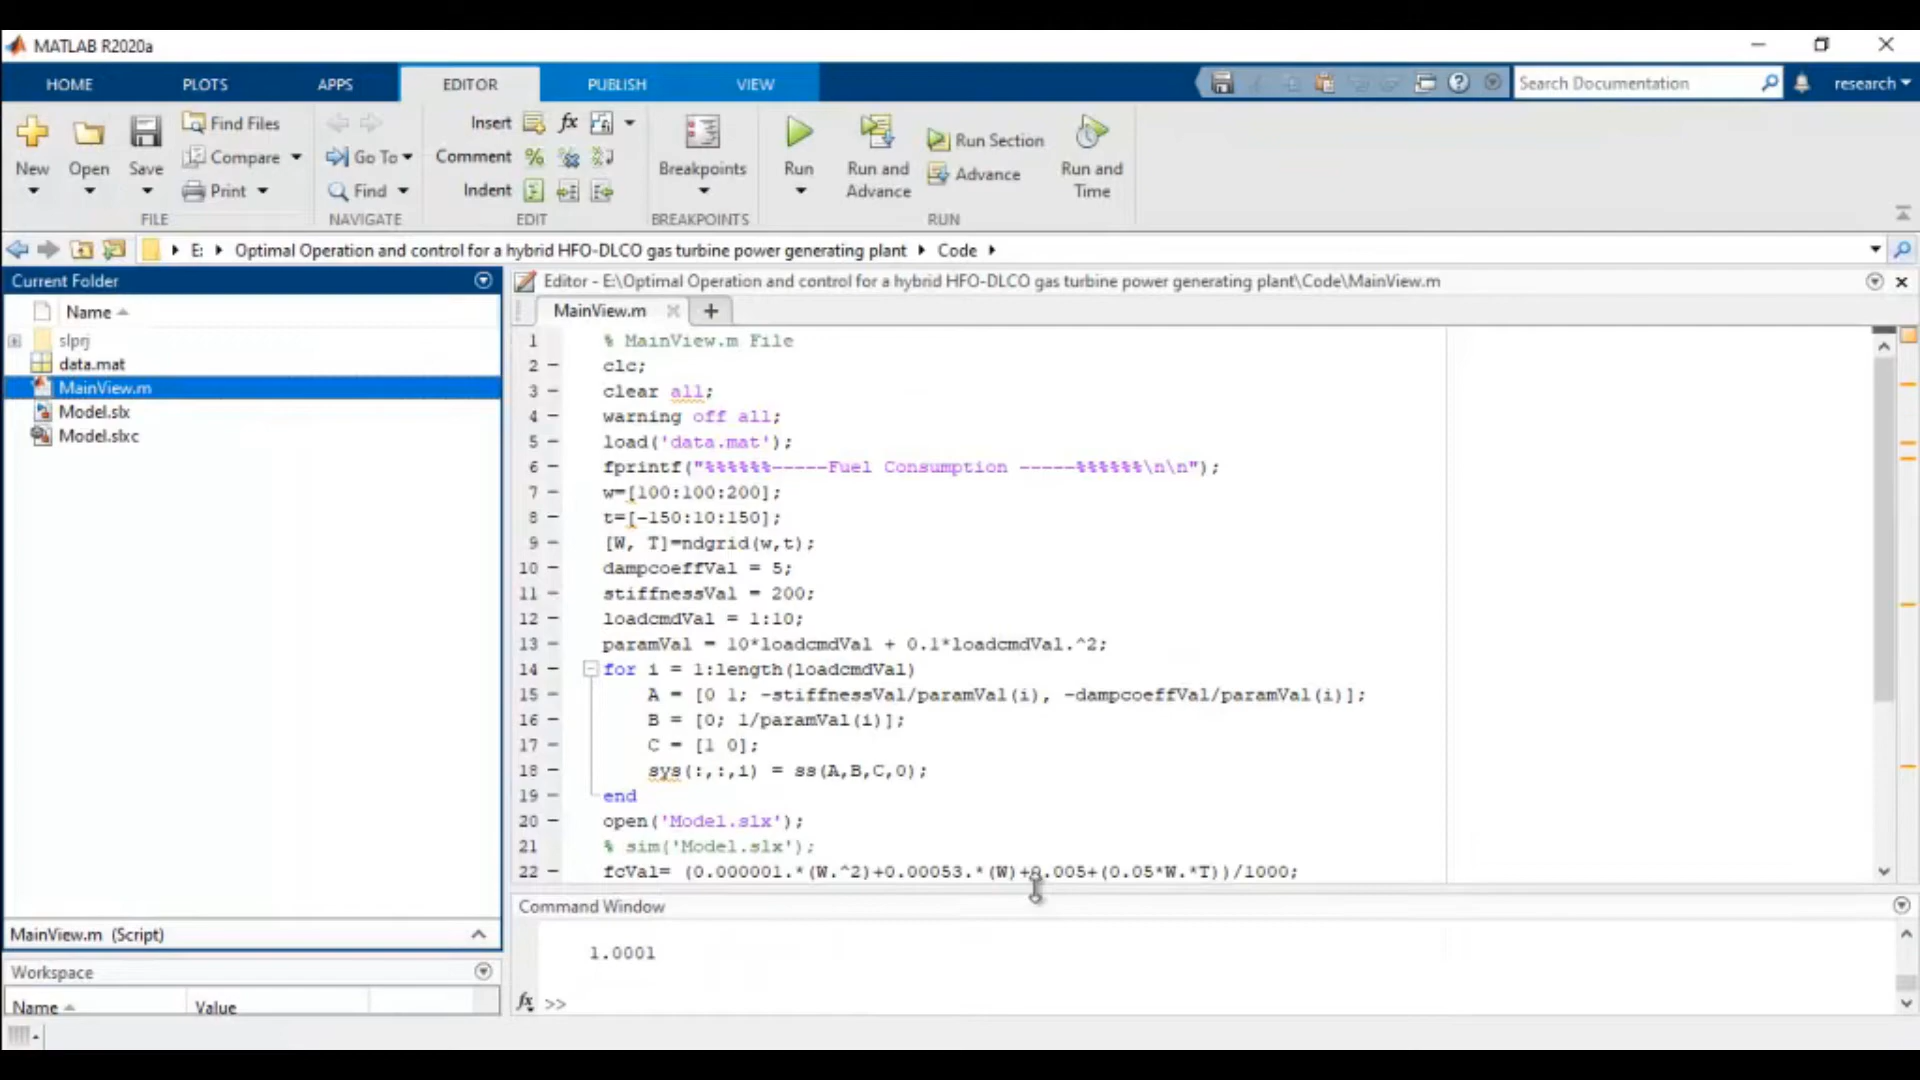 MATLAB R2020a
HOME PLOTS APPS EDITOR PUBLISH VIEW
Search Documentation
research
New
Open
Save
Find Files
Compare
Print
FILE
Go To
Find
NAVIGATE
Insert fx
Comment
Indent
EDIT
Breakpoints
BREAKPOINTS
Run
Run and Advance
Run Section
Advance
Run and Time
RUN
E: Optimal Operation and control for a hybrid HFO-DLCO gas turbine power generating plant Code
Current Folder
Name
slprj
data.mat
MainView.m
Model.slx
Model.slxc
MainView.m (Script)
Workspace
Name Value
Editor - E:\Optimal Operation and control for a hybrid HFO-DLCO gas turbine power generating plant\Code\MainView.m
MainView.m
1 % MainView.m File
2 - clc;
3 - clear all;
4 - warning off all;
5 - load('data.mat');
6 - fprintf("%%%%%%-----Fuel Consumption -----%%%%%%\n\n");
7 - w=[100:100:200];
8 - t=[-150:10:150];
9 - [W, T]=ndgrid(w,t);
10 - dampcoeffVal = 5;
11 - stiffnessVal = 200;
12 - loadcmdVal = 1:10;
13 - paramVal = 10*loadcmdVal + 0.1*loadcmdVal.^2;
14 - for i = 1:length(loadcmdVal)
15 - A = [0 1; -stiffnessVal/paramVal(i), -dampcoeffVal/paramVal(i)];
16 - B = [0; 1/paramVal(i)];
17 - C = [1 0];
18 - sys(:,:,i) = ss(A,B,C,0);
19 - end
20 - open('Model.slx');
21 % sim('Model.slx');
22 - fcVal= (0.000001.*(W.^2)+0.00053.*(W)+0.005+(0.05*W.*T))/1000;
Command Window
1.0001
fx >>